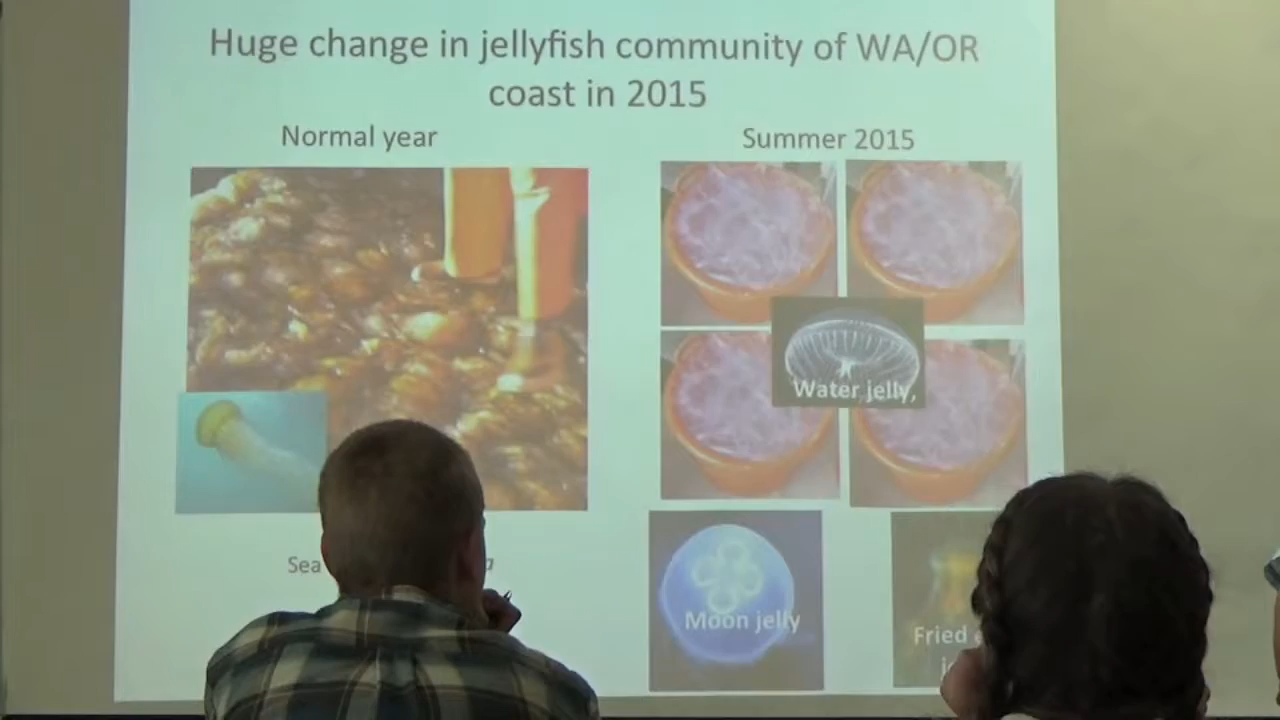 Huge change in jellyfish community of WA/OR
coast in 2015
Normal year
Summer 2015
Water jelly,
Sea
Moon jelly
Fried